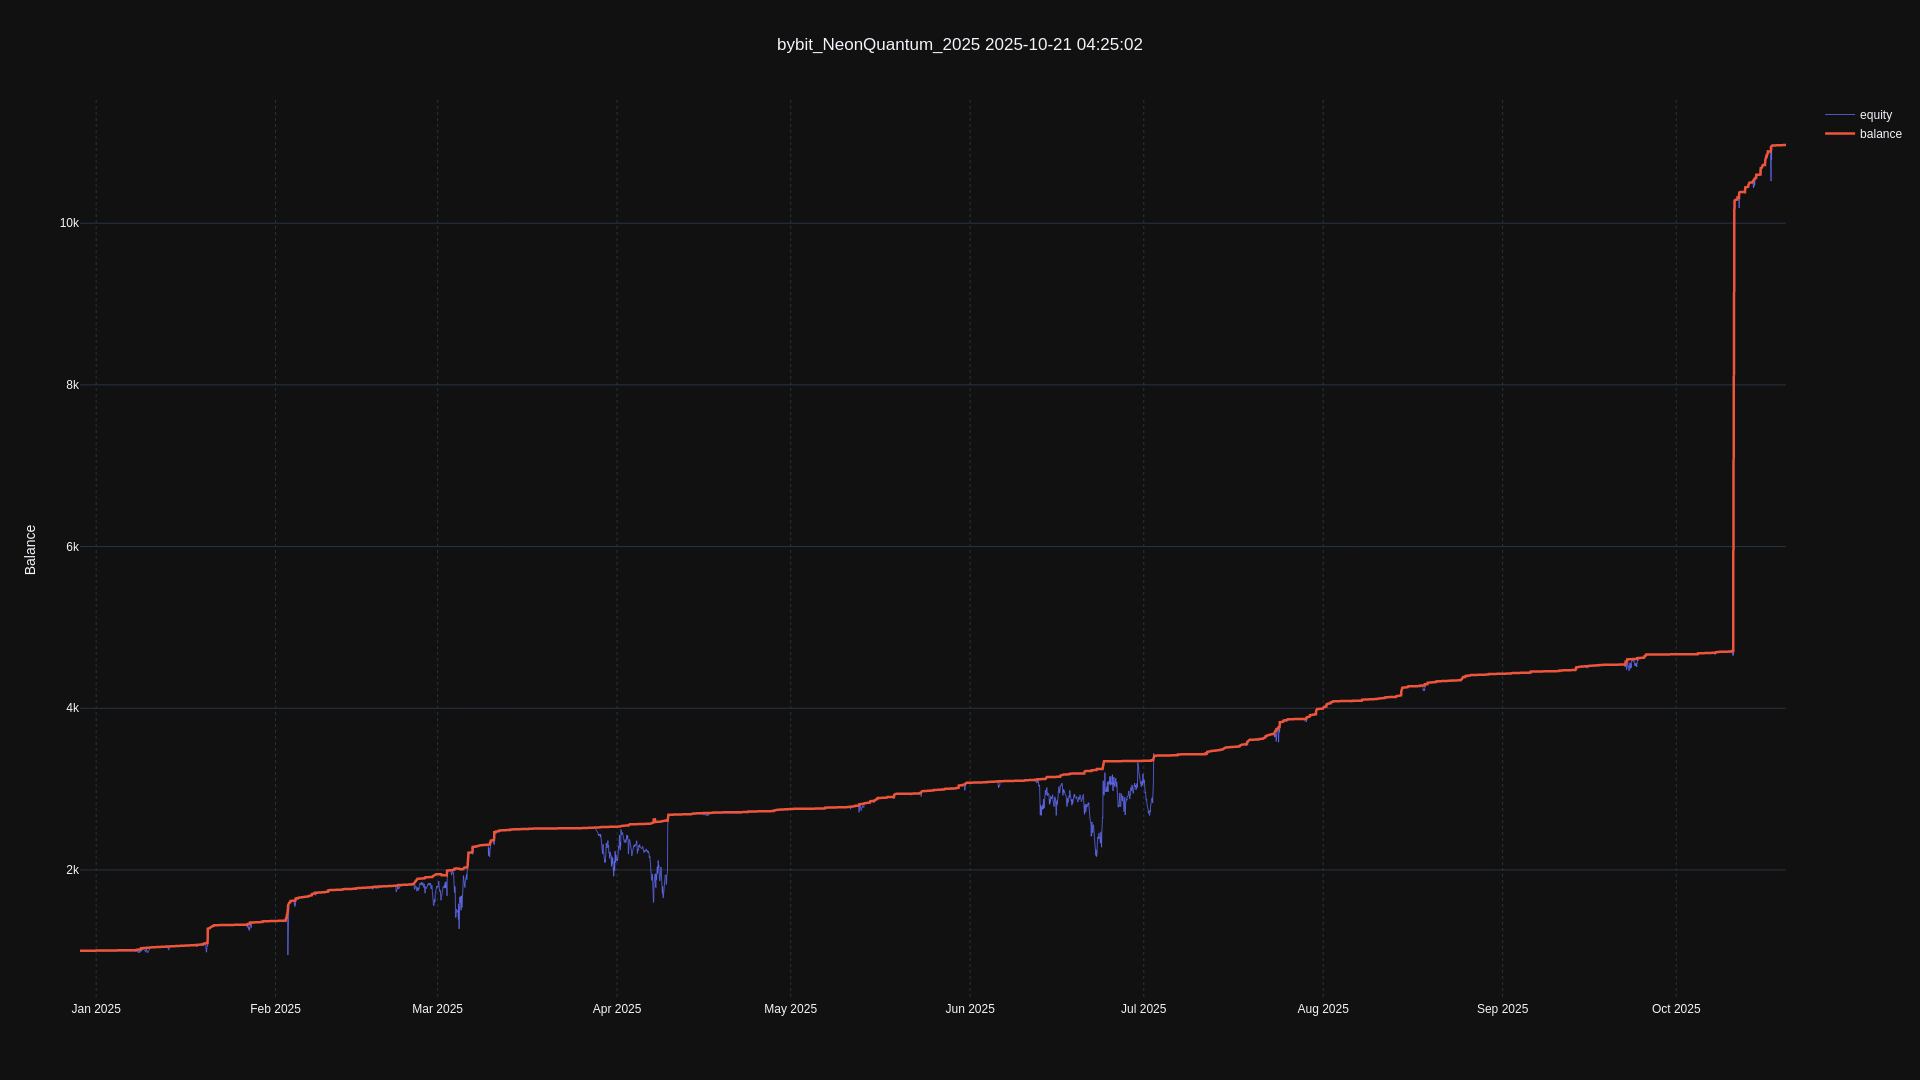 bybit_NeonQuantum_2025 2025-10-21 04:25:02
equity
balance
Balance
10k
8k
6k
4k
2k
Jan 2025
Feb 2025
Mar 2025
Apr 2025
May 2025
Jun 2025
Jul 2025
Aug 2025
Sep 2025
Oct 2025